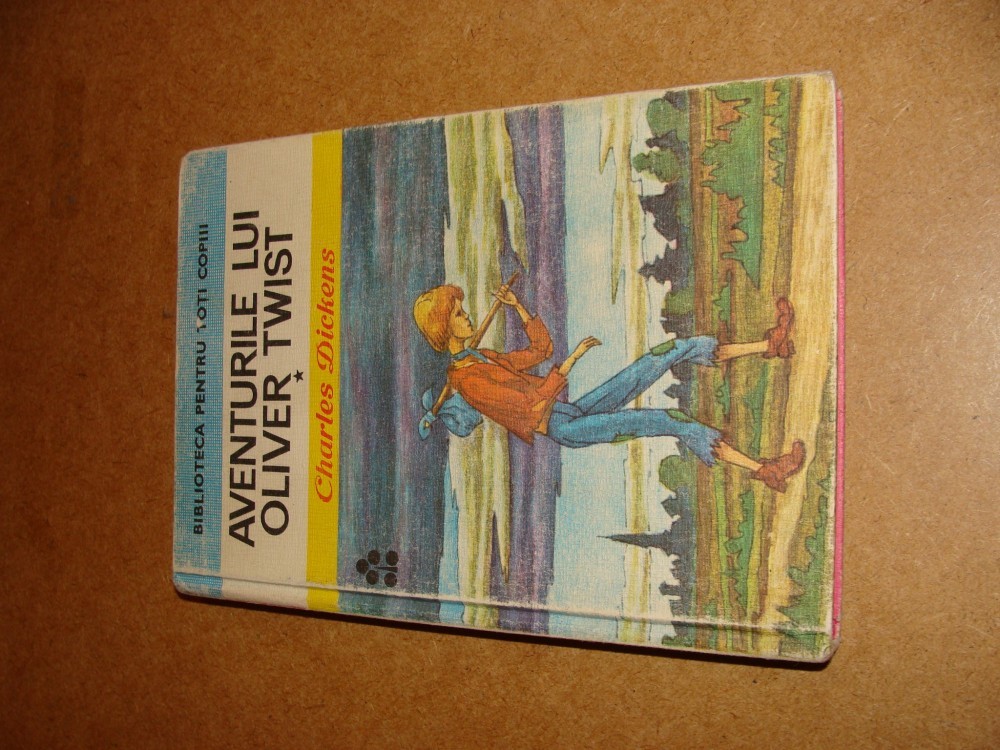 BIBLIOTECA PENTRU TOȚI COPIII
AVENTURILE LUI
OLIVER TWIST
★
Charles Dickens